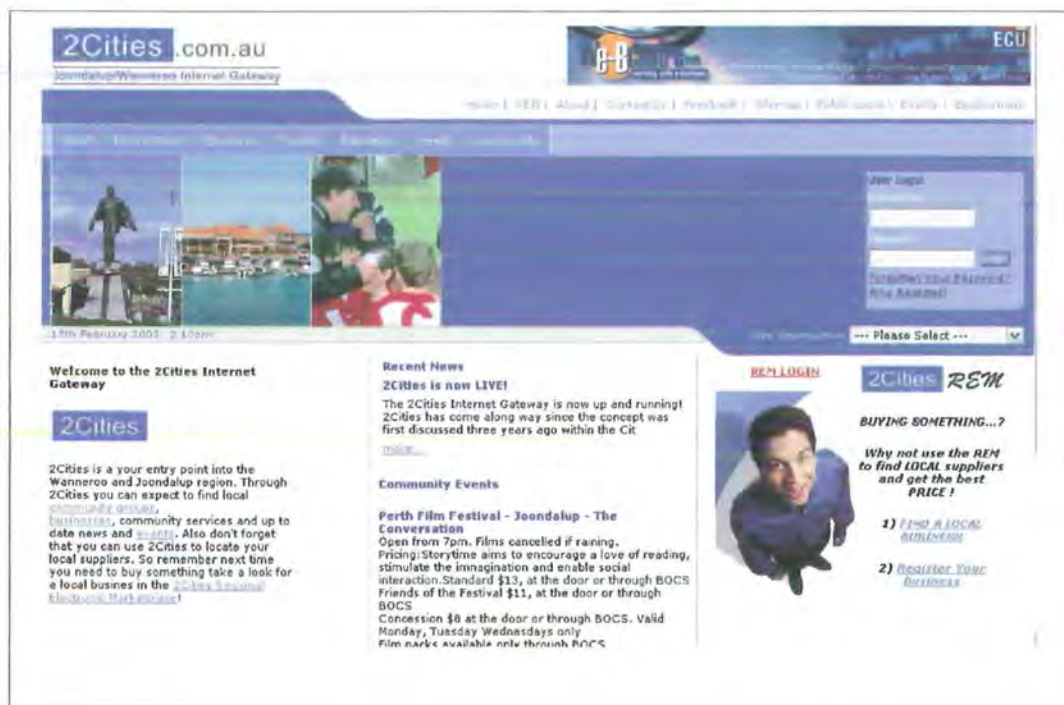 2Cities .com.au
Joondalup/Wanneroo Internet Gateway
e-B
ECU
Home | REM | About | Contact Us | Feedback | Sitemap | Publications | Events |
User Login
Forgotten Your Password?
15th February 2003 2:10pm
--- Please Select ---
Welcome to the 2Cities Internet
Gateway
2Cities
2Cities is a your entry point into the
Wanneroo and Joondalup region. Through
2Cities you can expect to find local
community groups,
businesses, community services and up to
date news and events. Also don't forget
that you can use 2Cities to locate your
local suppliers. So remember next time
you need to buy something take a look for
a local busines in the 2Cities Regional
Electronic Marketplace!
Recent News
2Cities is now LIVE!
The 2Cities Internet Gateway is now up and running!
2Cities has come along way since the concept was
first discussed three years ago within the Cit
more...
Community Events
Perth Film Festival - Joondalup - The
Conversation
Open from 7pm. Films cancelled if raining.
Pricing:Storytime aims to encourage a love of reading,
stimulate the imnagination and enable social
interaction.Standard $13, at the door or through BOCS
Friends of the Festival $11, at the door or through
BOCS
Concession $8 at the door or through BOCS. Valid
Monday, Tuesday Wednasdays only
Film packs available only through BOCS
REM LOGIN
2Cities REM
BUYING SOMETHING...?
Why not use the REM
to find LOCAL suppliers
and get the best
PRICE !
1) FIND A LOCAL
BUSINESS
2) Register Your
Business